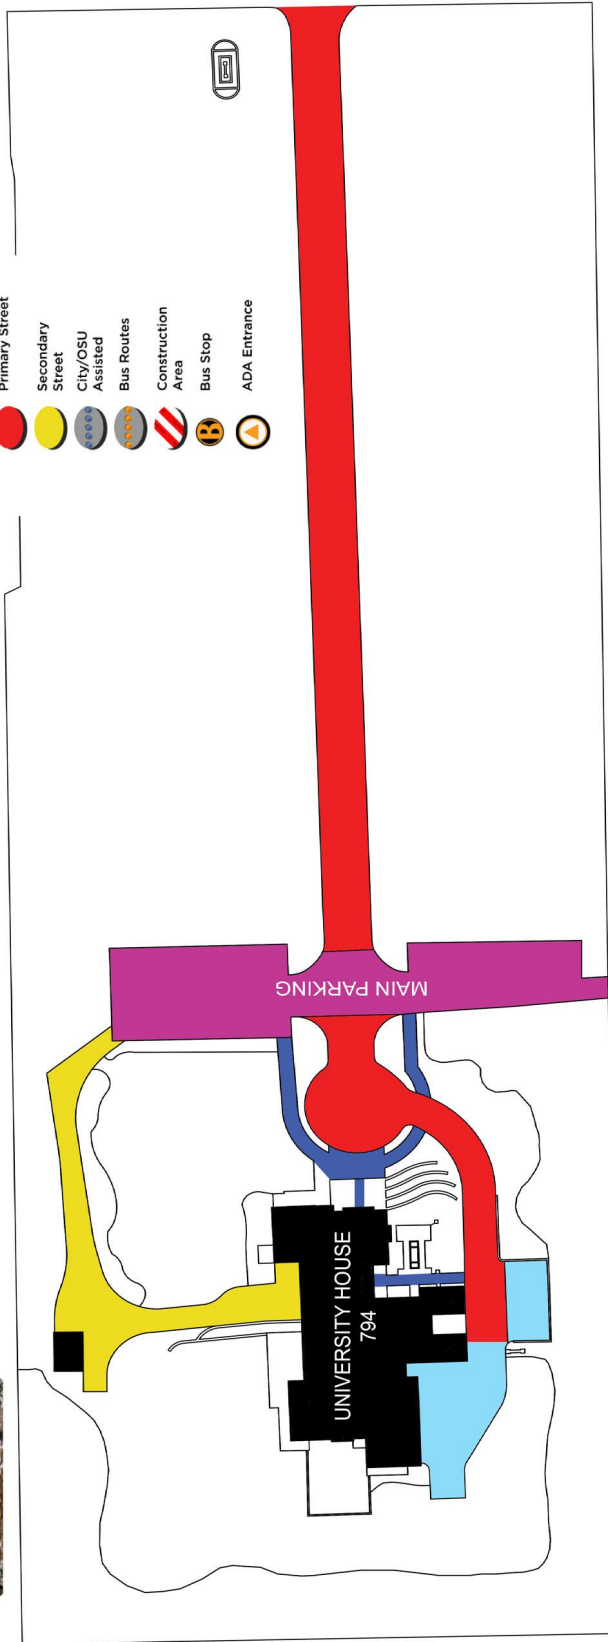 Primary Street
Secondary
Street
City/OSU
Assisted
Bus Routes
Construction
Area
B
Bus Stop
ADA Entrance
MAIN PARKING
UNIVERSITY HOUSE
794